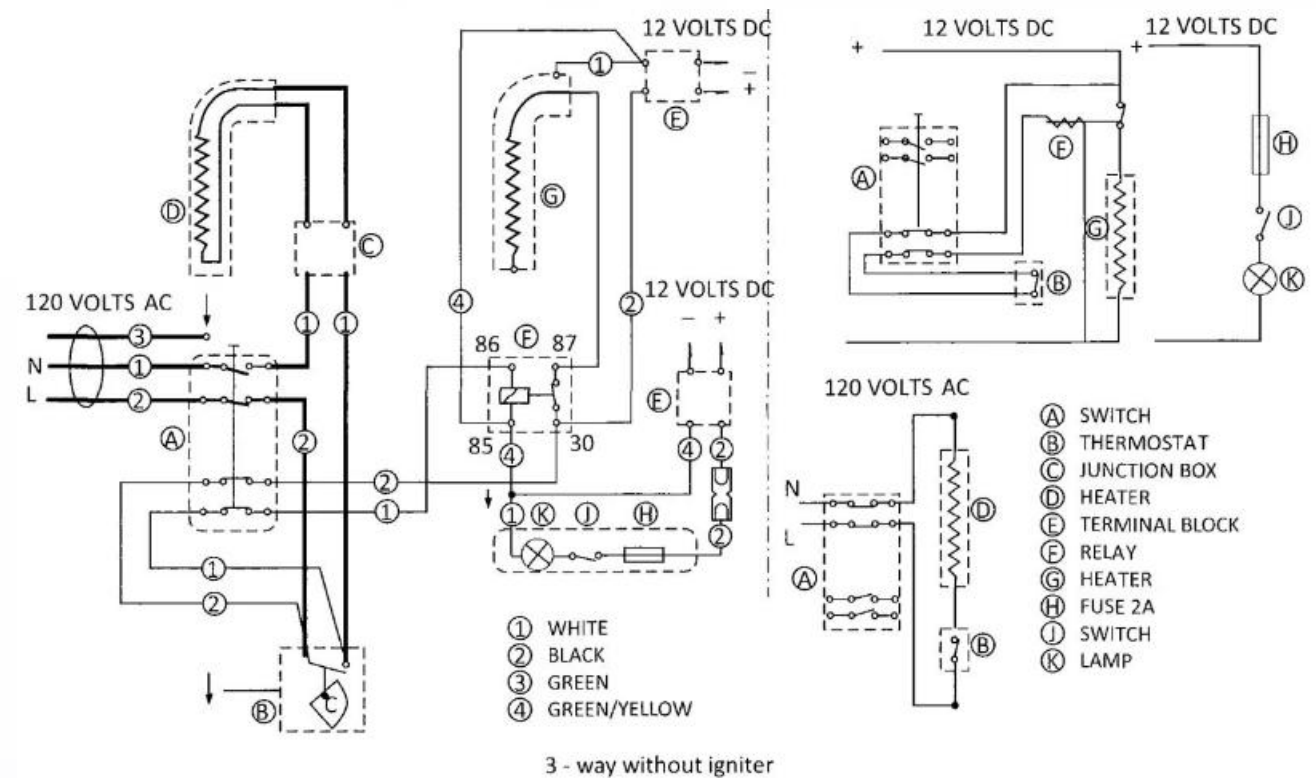 12 VOLTS DC
12 VOLTS DC
12 VOLTS DC
+
+
1
−
+
E
D
G
C
A
F
H
J
K
G
B
120 VOLTS AC
3
N
1
L
2
1
1
4
2
12 VOLTS DC
− +
86
F
87
E
85
30
4
4
2
A
2
2
1
1
K
J
H
2
1
2
B
C
120 VOLTS AC
N
L
D
A
B
1 WHITE
2 BLACK
3 GREEN
4 GREEN/YELLOW
A SWITCH
B THERMOSTAT
C JUNCTION BOX
D HEATER
E TERMINAL BLOCK
F RELAY
G HEATER
H FUSE 2A
J SWITCH
K LAMP
3 - way without igniter